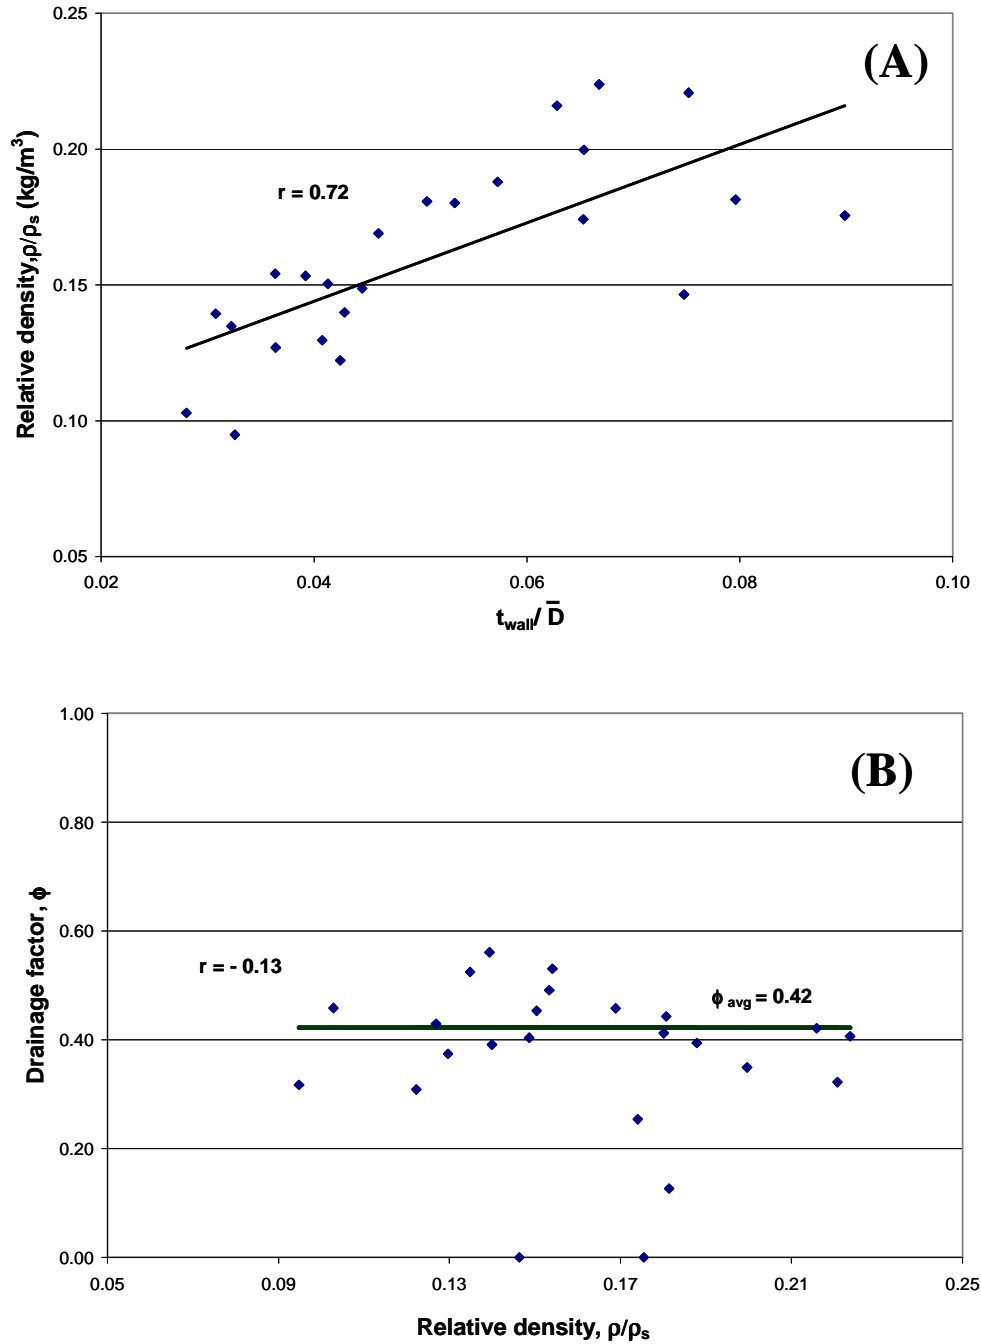 (A)
0.25
0.20
0.15
0.10
0.05
Relative density,ρ/ρs (kg/m3)
r = 0.72
0.02 0.04 0.06 0.08 0.10
twall/ D̅
(B)
1.00
0.80
0.60
0.40
0.20
0.00
Drainage factor, ϕ
r = - 0.13
ϕ avg = 0.42
0.05 0.09 0.13 0.17 0.21 0.25
Relative density, ρ/ρs